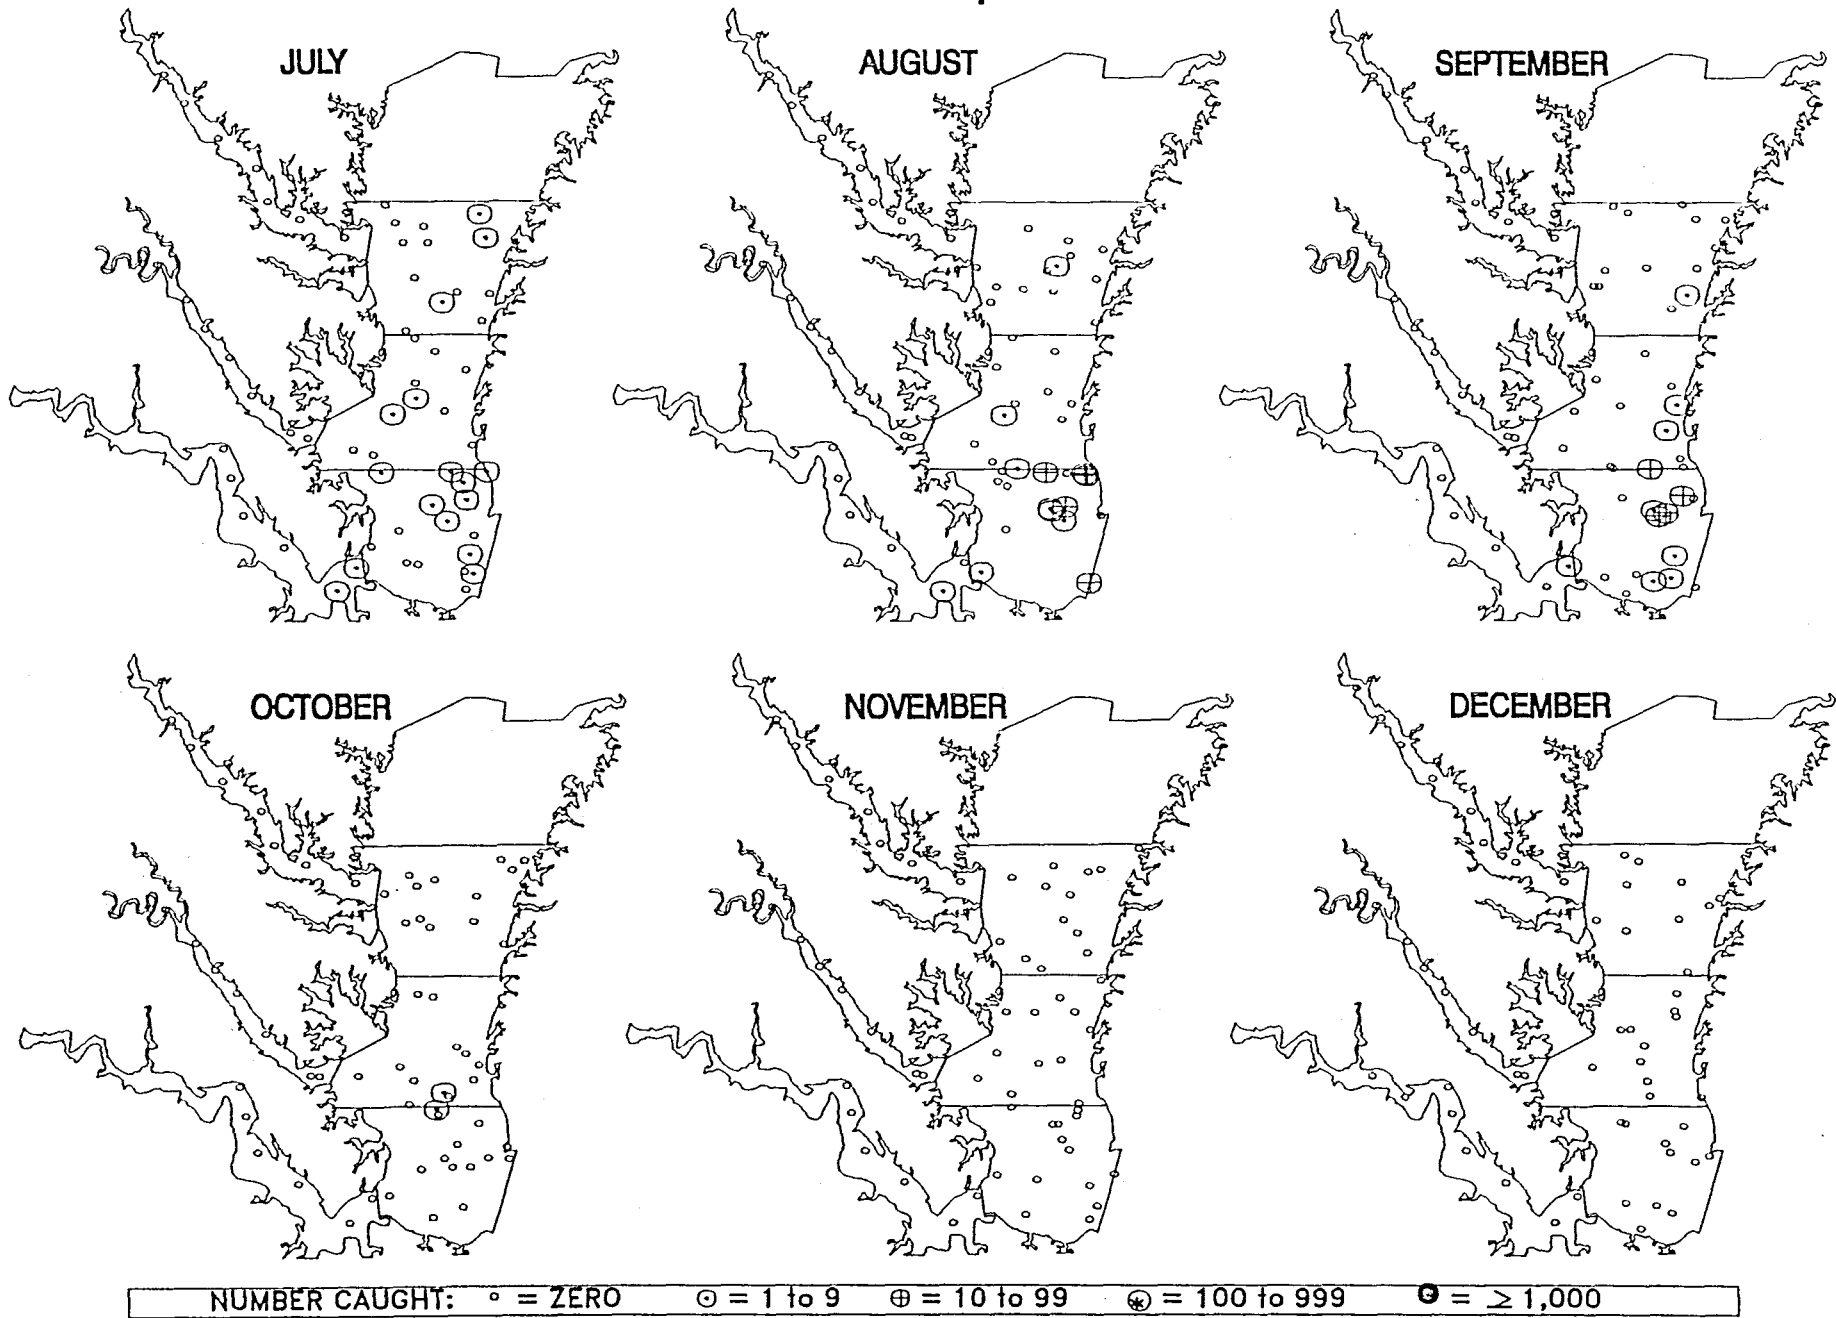 JULY AUGUST SEPTEMBER
OCTOBER NOVEMBER DECEMBER
NUMBER CAUGHT: ° = ZERO ⊙ = 1 to 9 ⊕ = 10 to 99 ⊛ = 100 to 999 = ≥ 1,000